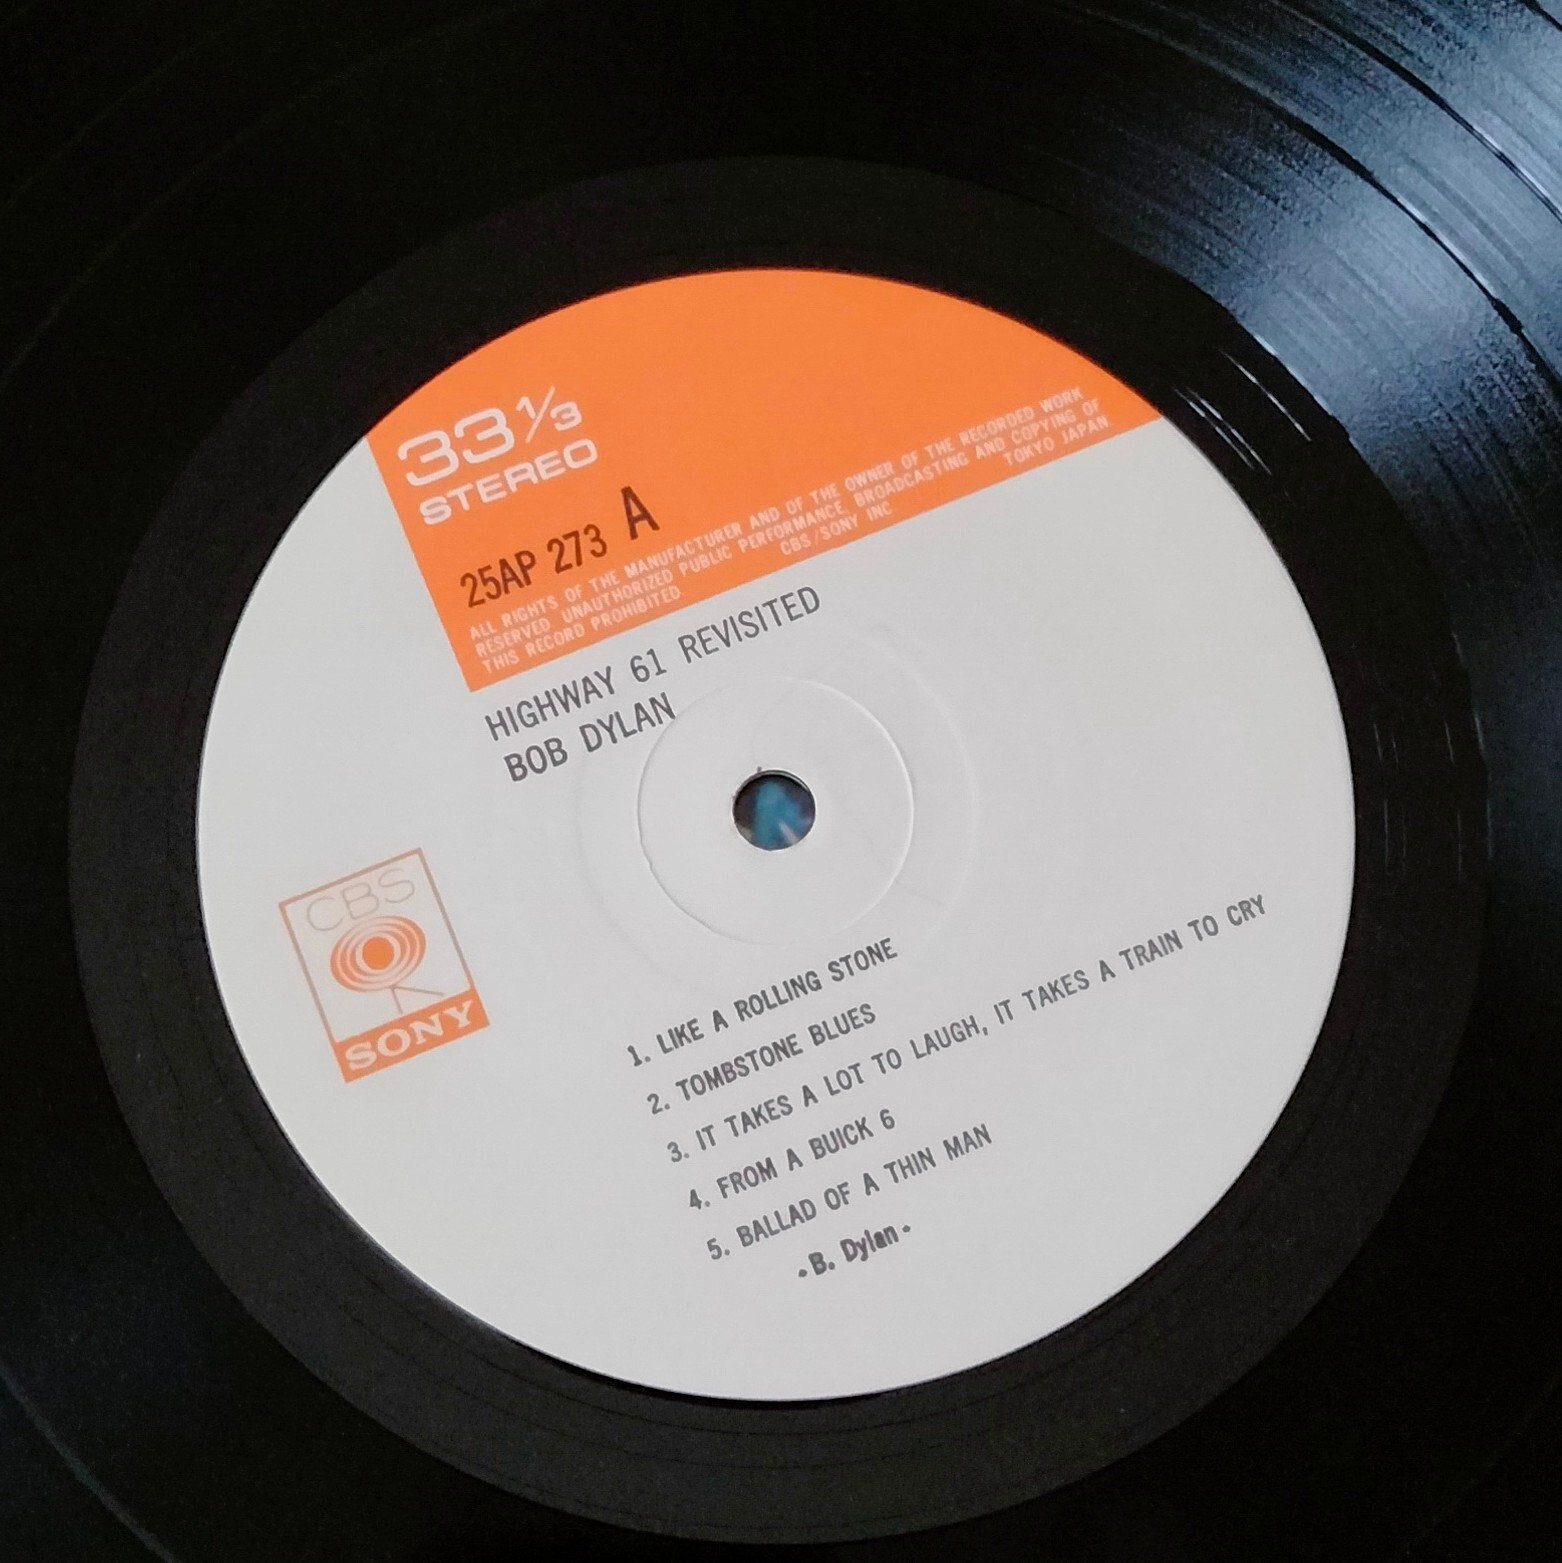 33 1/3
STEREO
25AP 273 A
ALL RIGHTS OF THE MANUFACTURER AND OF THE OWNER OF THE RECORDED WORK
RESERVED UNAUTHORIZED PUBLIC PERFORMANCE, BROADCASTING AND COPYING OF
THIS RECORD PROHIBITED CBS/SONY INC TOKYO JAPAN
HIGHWAY 61 REVISITED
BOB DYLAN
CBS
SONY
1. LIKE A ROLLING STONE
2. TOMBSTONE BLUES
3. IT TAKES A LOT TO LAUGH, IT TAKES A TRAIN TO CRY
4. FROM A BUICK 6
5. BALLAD OF A THIN MAN
-B. Dylan-